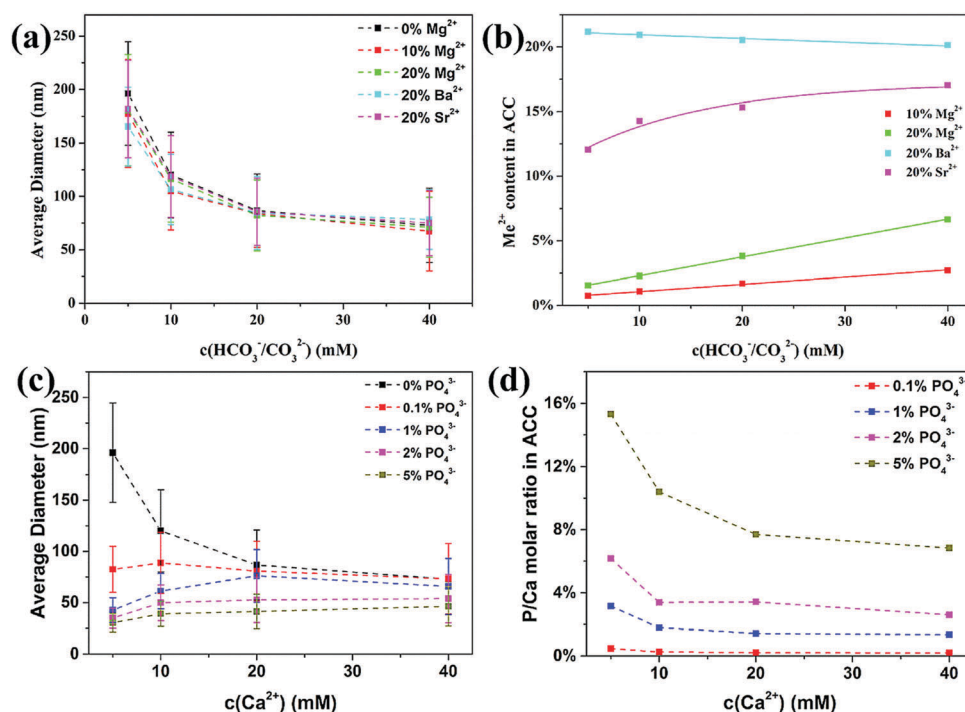 (a)
0% Mg²⁺
10% Mg²⁺
20% Mg²⁺
20% Ba²⁺
20% Sr²⁺
Average Diameter (nm)
250
200
150
100
50
0
0 10 20 30 40
c(HCO₃⁻/CO₃²⁻) (mM)
(b)
10% Mg²⁺
20% Mg²⁺
20% Ba²⁺
20% Sr²⁺
Me²⁺ content in ACC
20%
15%
10%
5%
0%
10 20 30 40
c(HCO₃⁻/CO₃²⁻) (mM)
(c)
0% PO₄³⁻
0.1% PO₄³⁻
1% PO₄³⁻
2% PO₄³⁻
5% PO₄³⁻
Average Diameter (nm)
250
200
150
100
50
0
10 20 30 40
c(Ca²⁺) (mM)
(d)
0.1% PO₄³⁻
1% PO₄³⁻
2% PO₄³⁻
5% PO₄³⁻
P/Ca molar ratio in ACC
16%
12%
8%
4%
0%
10 20 30 40
c(Ca²⁺) (mM)